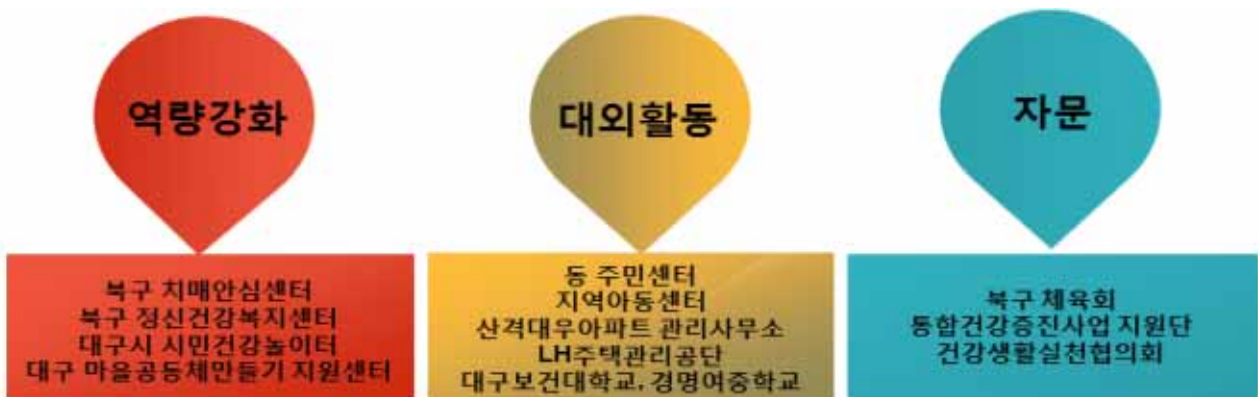 역량강화
북구 치매안심센터
북구 정신건강복지센터
대구시 시민건강놀이터
대구 마을공동체만들기 지원센터
대외활동
동 주민센터
지역아동센터
산격대우아파트 관리사무소
LH주택관리공단
대구보건대학교, 경명여중학교
자문
북구 체육회
통합건강증진사업 지원단
건강생활실천협의회